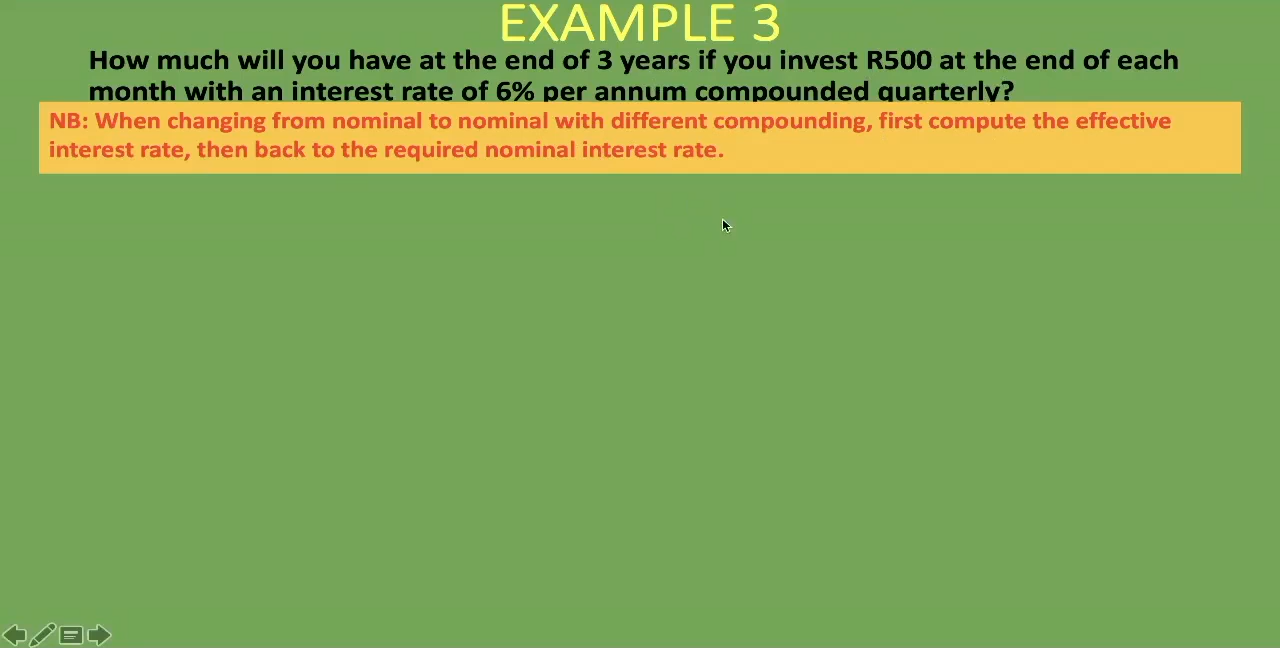 EXAMPLE 3
How much will you have at the end of 3 years if you invest R500 at the end of each
month with an interest rate of 6% per annum compounded quarterly?
NB: When changing from nominal to nominal with different compounding, first compute the effective
interest rate, then back to the required nominal interest rate.